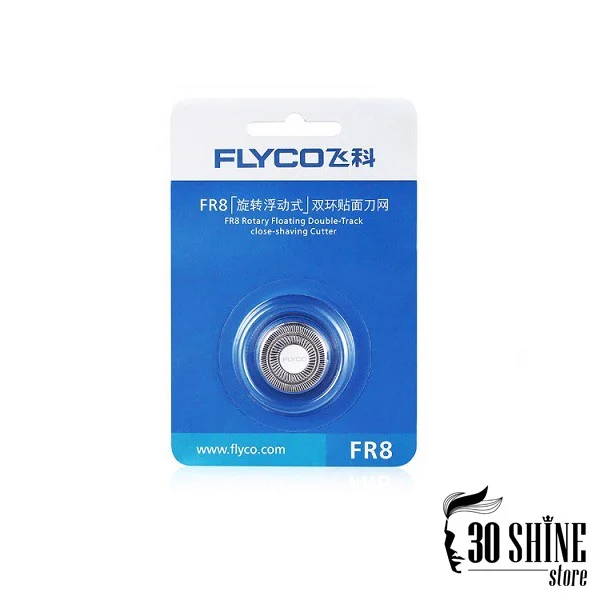 FLYCO飞科
FR8「旋转浮动式」双环贴面刀网
FR8 Rotary Floating Double-Track
close-shaving Cutter
FLYCO
www.flyco.com
FR8
30 SHINE
store